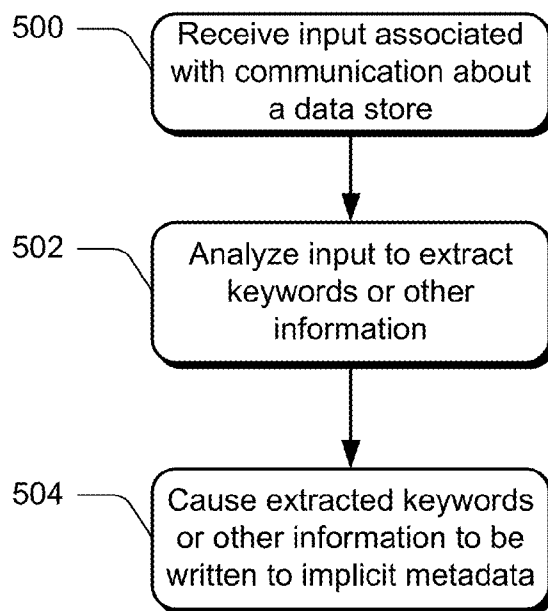 500
Receive input associated
with communication about
a data store
502
Analyze input to extract
keywords or other
information
504
Cause extracted keywords
or other information to be
written to implicit metadata